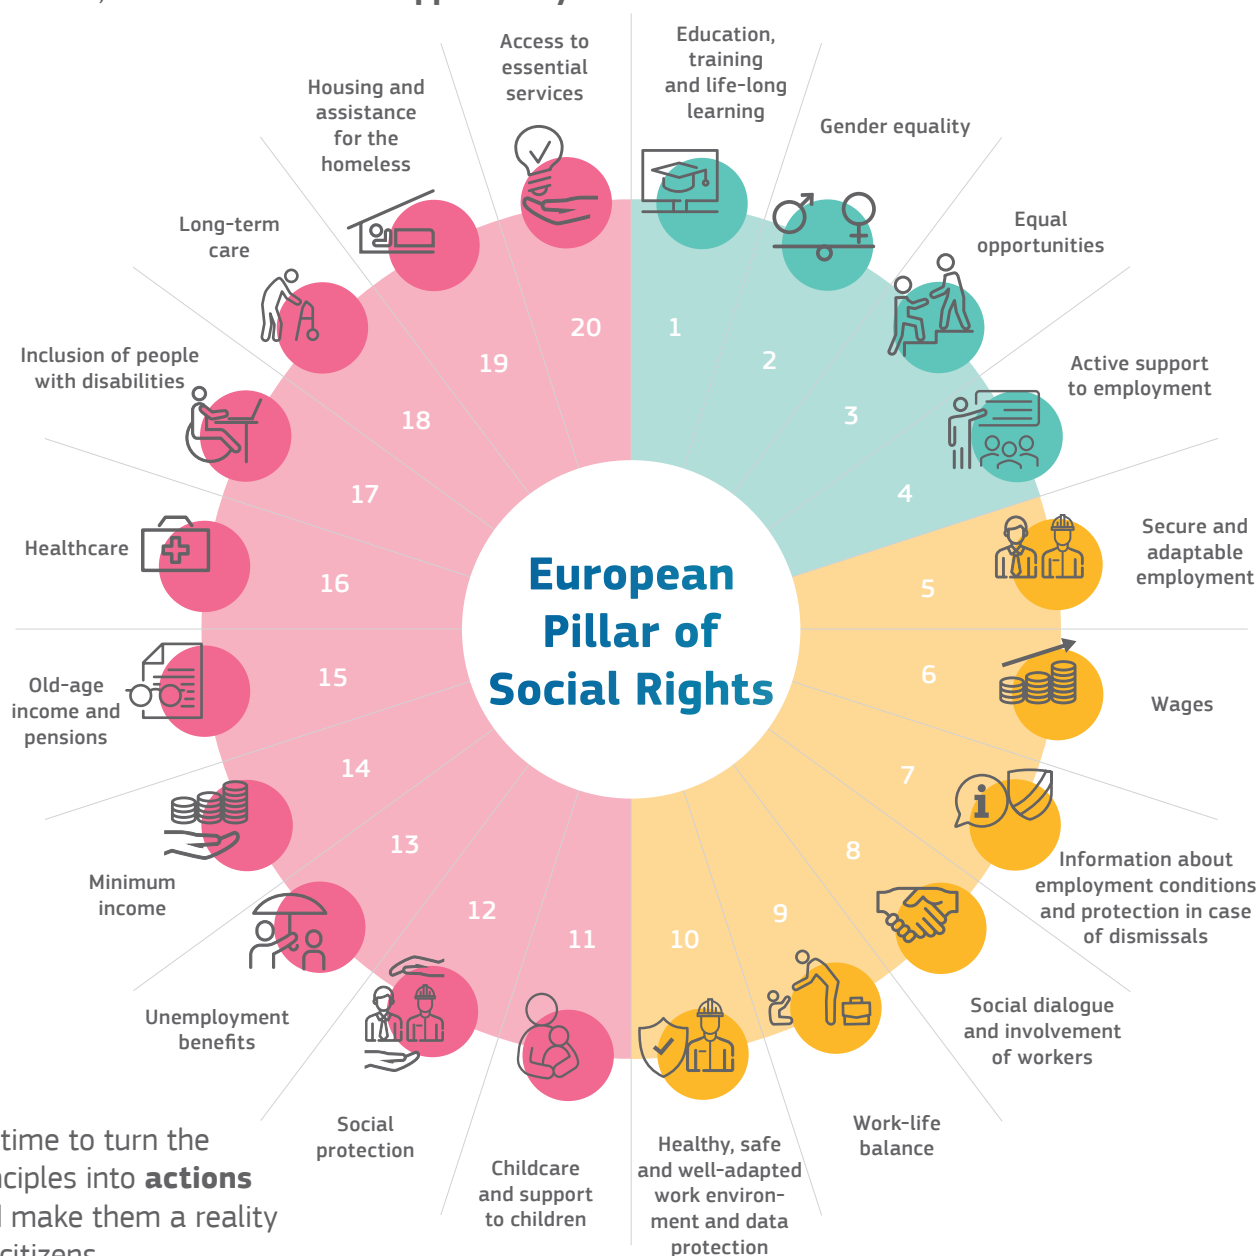 Education,
training
and life-long
learning
Gender equality
Equal
opportunities
Active support
to employment
Secure and
adaptable
employment
Wages
Information about
employment conditions
and protection in case
of dismissals
Social dialogue
and involvement
of workers
Work-life
balance
Healthy, safe
and well-adapted
work environ-
ment and data
protection
Childcare
and support
to children
Social
protection
Unemployment
benefits
Minimum
income
Old-age
income and
pensions
Healthcare
Inclusion of people
with disabilities
Long-term
care
Housing and
assistance
for the
homeless
Access to
essential
services
1
2
3
4
5
6
7
8
9
10
11
12
13
14
15
16
17
18
19
20
European
Pillar of
Social Rights
i
time to turn the
into actions
make them a reality
citizens